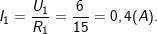 I₁ = U₁/R₁ = 6/15 = 0,4(A).